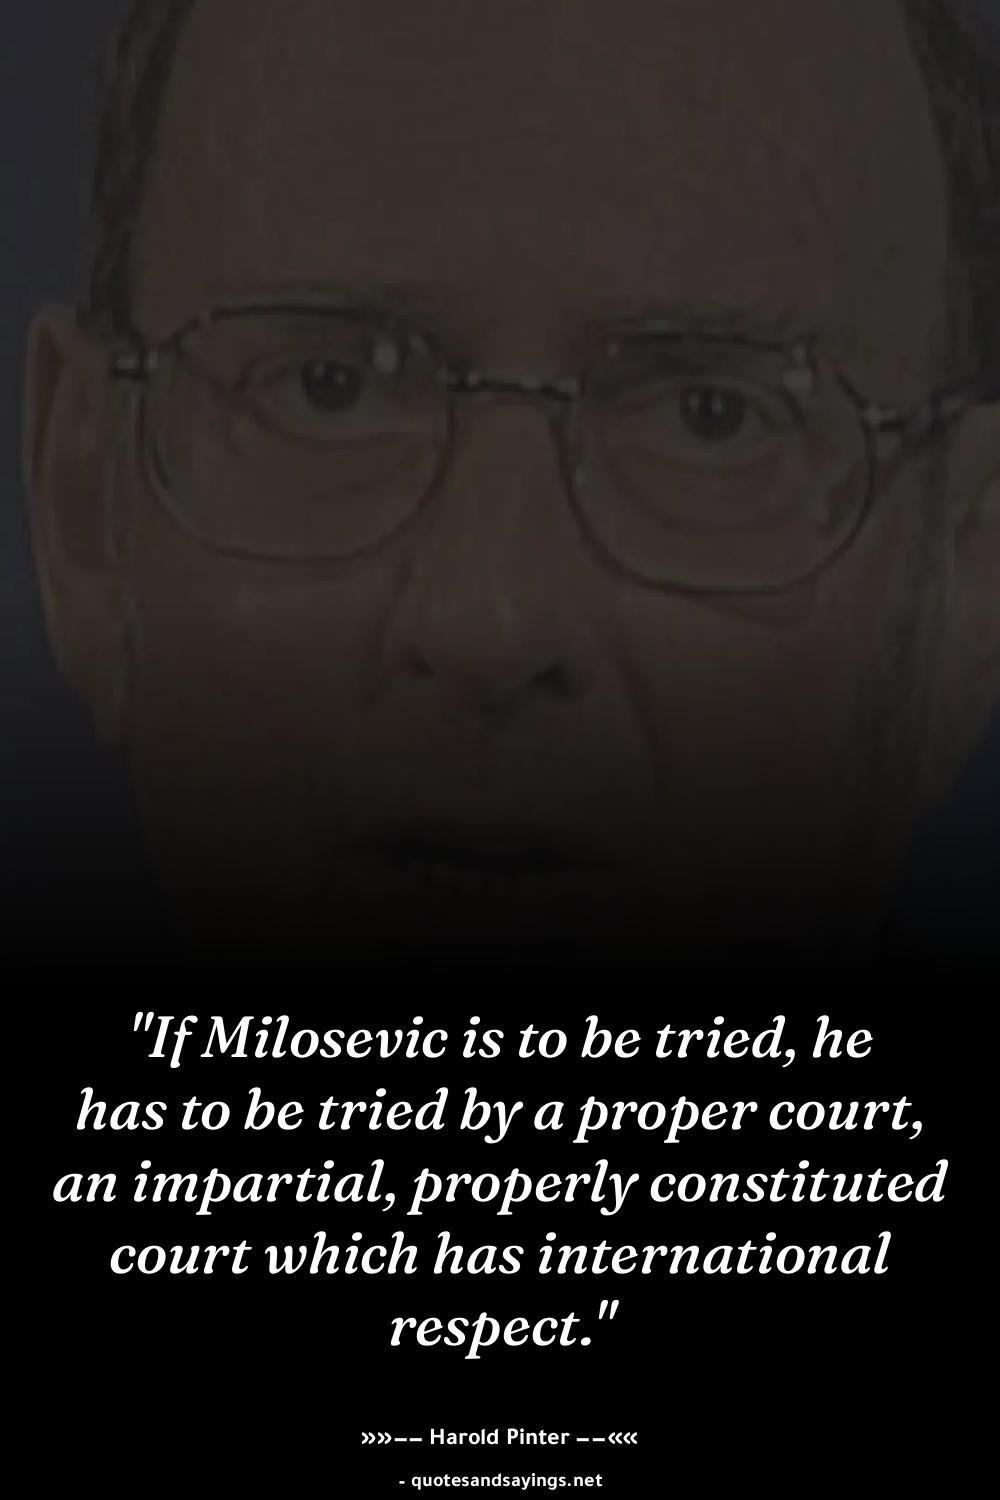 "If Milosevic is to be tried, he
has to be tried by a proper court,
an impartial, properly constituted
court which has international
respect."
»»–– Harold Pinter ––««
- quotesandsayings.net